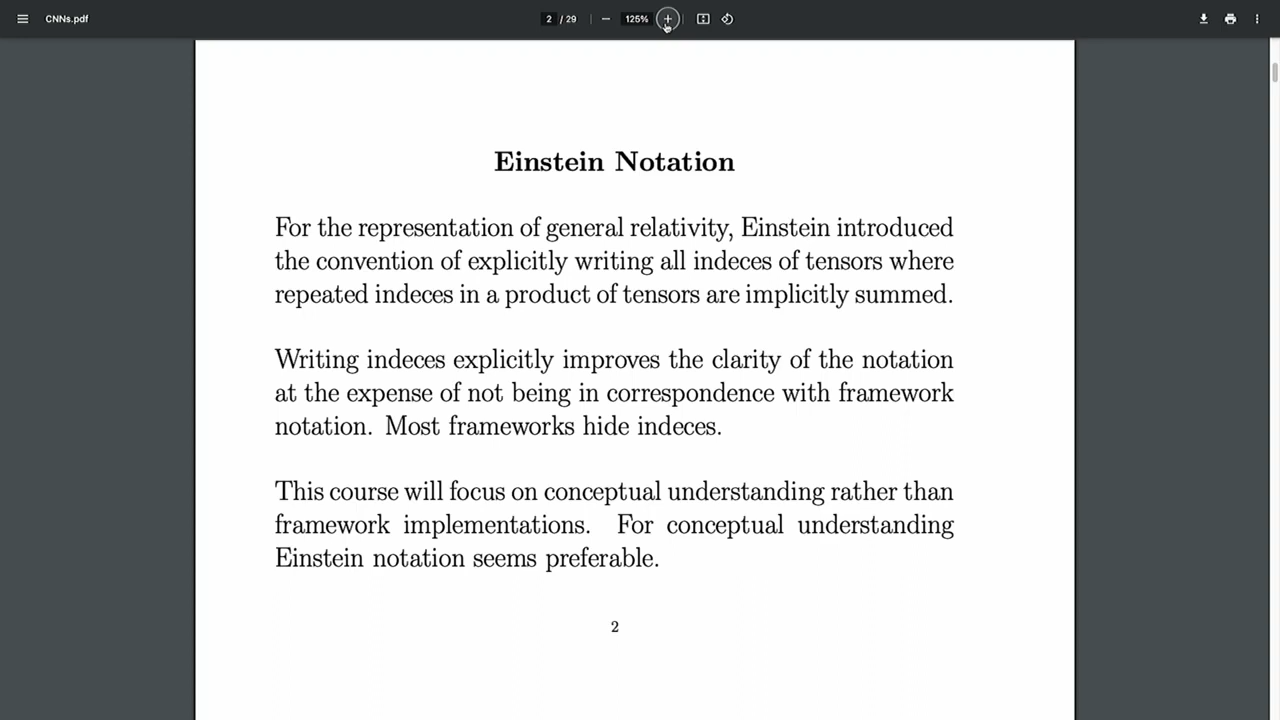 CNNs.pdf
2 / 29
125%
Einstein Notation
For the representation of general relativity, Einstein introduced
the convention of explicitly writing all indeces of tensors where
repeated indeces in a product of tensors are implicitly summed.
Writing indeces explicitly improves the clarity of the notation
at the expense of not being in correspondence with framework
notation. Most frameworks hide indeces.
This course will focus on conceptual understanding rather than
framework implementations. For conceptual understanding
Einstein notation seems preferable.
2